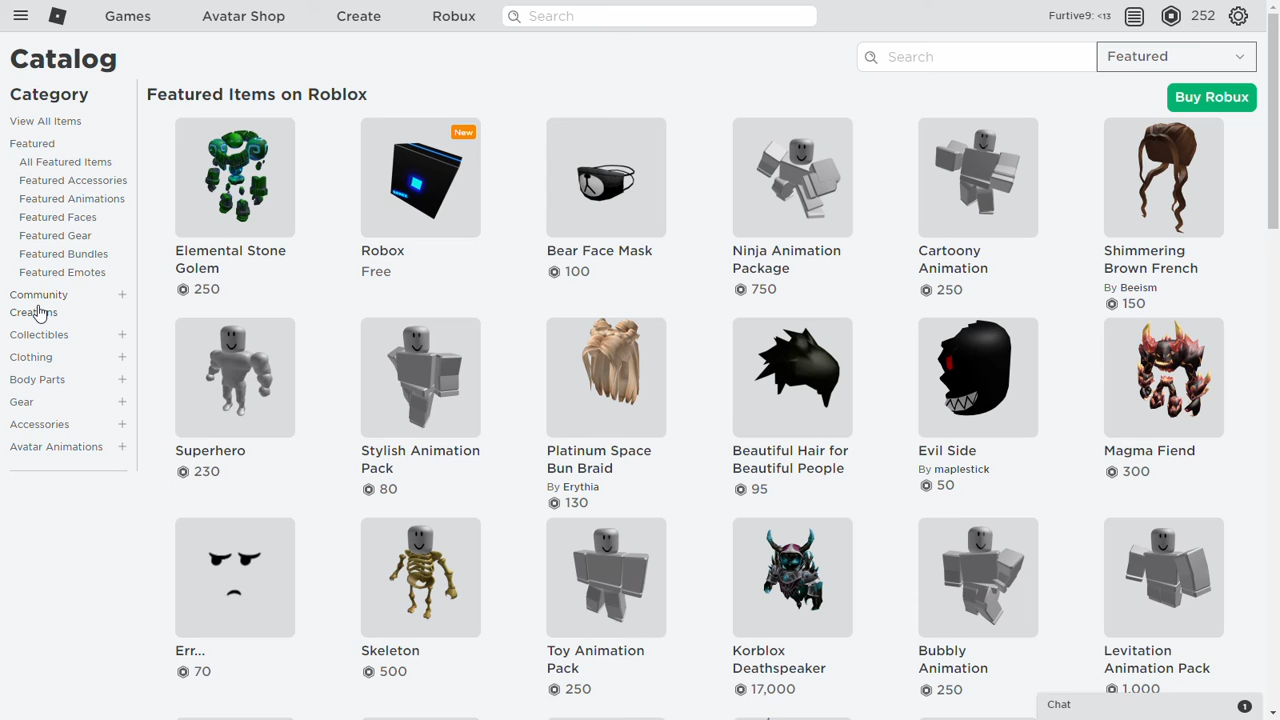 Games
Avatar Shop
Create
Robux
Search
Furtive9: <13
252
Catalog
Search
Featured
Category
Featured Items on Roblox
Buy Robux
View All Items
Featured
All Featured Items
Featured Accessories
Featured Animations
Featured Faces
Featured Gear
Featured Bundles
Featured Emotes
Community
Creations
Collectibles
Clothing
Body Parts
Gear
Accessories
Avatar Animations
Elemental Stone
Golem
250
New
Robox
Free
Bear Face Mask
100
Ninja Animation
Package
750
Cartoony
Animation
250
Shimmering
Brown French
By Beeism
150
Superhero
230
Stylish Animation
Pack
80
Platinum Space
Bun Braid
By Erythia
130
Beautiful Hair for
Beautiful People
95
Evil Side
By maplestick
50
Magma Fiend
300
Err...
70
Skeleton
500
Toy Animation
Pack
250
Korblox
Deathspeaker
17,000
Bubbly
Animation
250
Levitation
Animation Pack
1,000
Chat
1